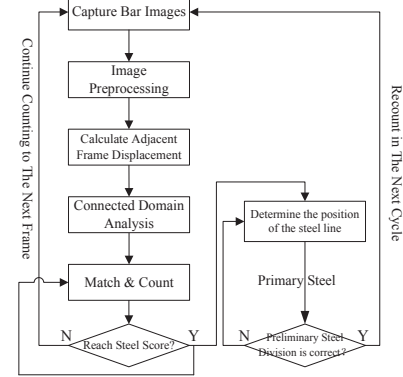 Capture Bar Images
Image
Preprocessing
Calculate Adjacent
Frame Displacement
Connected Domain
Analysis
Match & Count
Reach Steel Score?
N
Y
Continue Counting to The Next Frame
Determine the position
of the steel line
Primary Steel
Preliminary Steel
Division is correct?
N
Y
Recount in The Next Cycle